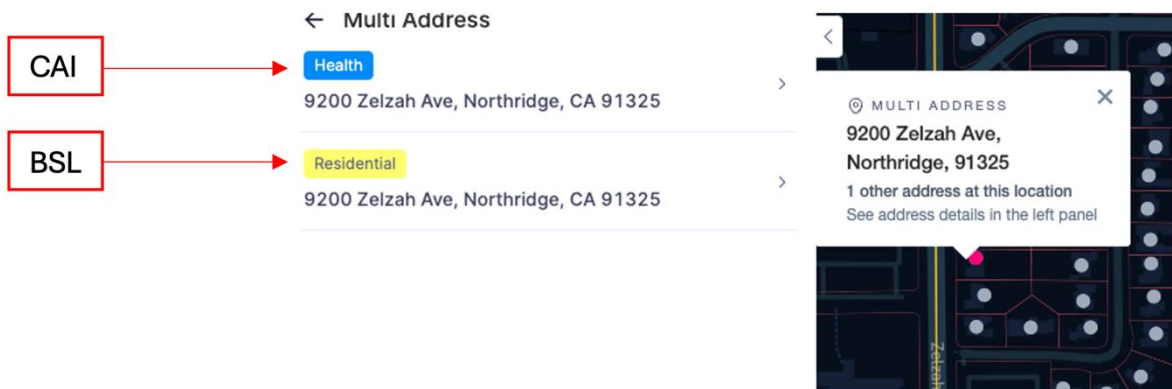 CAI
BSL
← Multi Address
Health
9200 Zelzah Ave, Northridge, CA 91325
Residential
9200 Zelzah Ave, Northridge, CA 91325
MULTI ADDRESS
9200 Zelzah Ave,
Northridge, 91325
1 other address at this location
See address details in the left panel
Zelzah